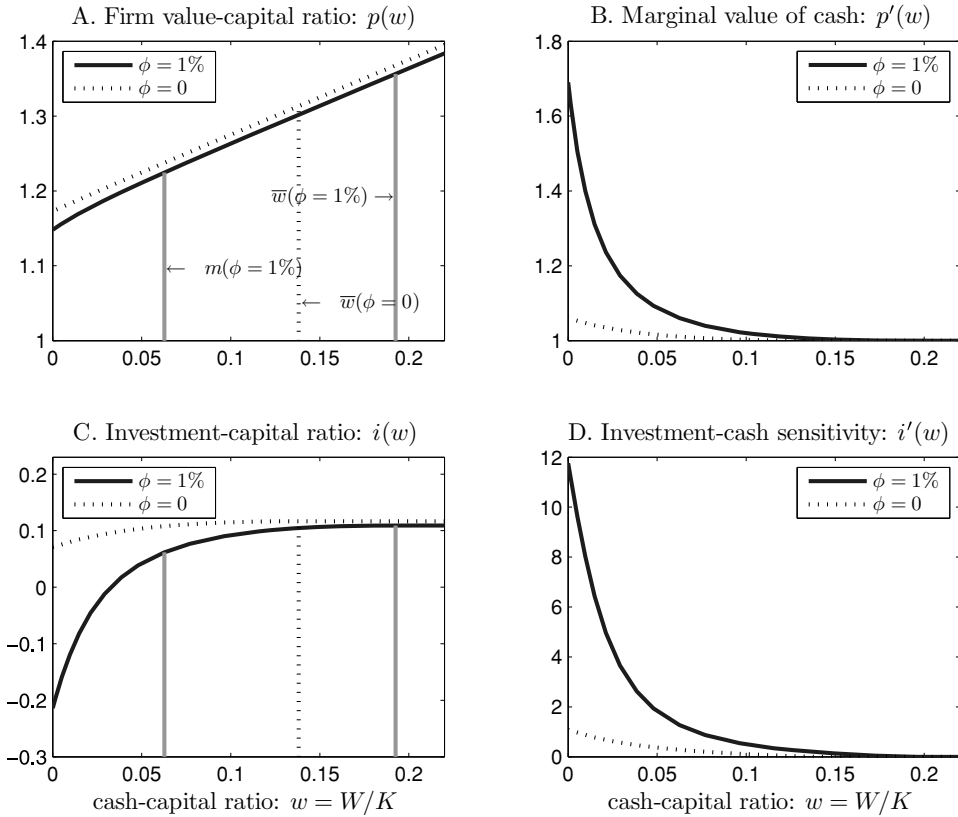 A. Firm value-capital ratio: p(w)
1.4
1.3
1.2
1.1
1
0
0.05
0.1
0.15
0.2
ϕ = 1%
ϕ = 0
w̅(ϕ = 1%) →
← m(ϕ = 1%)
← w̅(ϕ = 0)
B. Marginal value of cash: p′(w)
1.8
1.6
1.4
1.2
1
0
0.05
0.1
0.15
0.2
ϕ = 1%
ϕ = 0
C. Investment-capital ratio: i(w)
0.2
0.1
0
−0.1
−0.2
−0.3
0
0.05
0.1
0.15
0.2
ϕ = 1%
ϕ = 0
cash-capital ratio: w = W/K
D. Investment-cash sensitivity: i′(w)
12
10
8
6
4
2
0
0
0.05
0.1
0.15
0.2
ϕ = 1%
ϕ = 0
cash-capital ratio: w = W/K